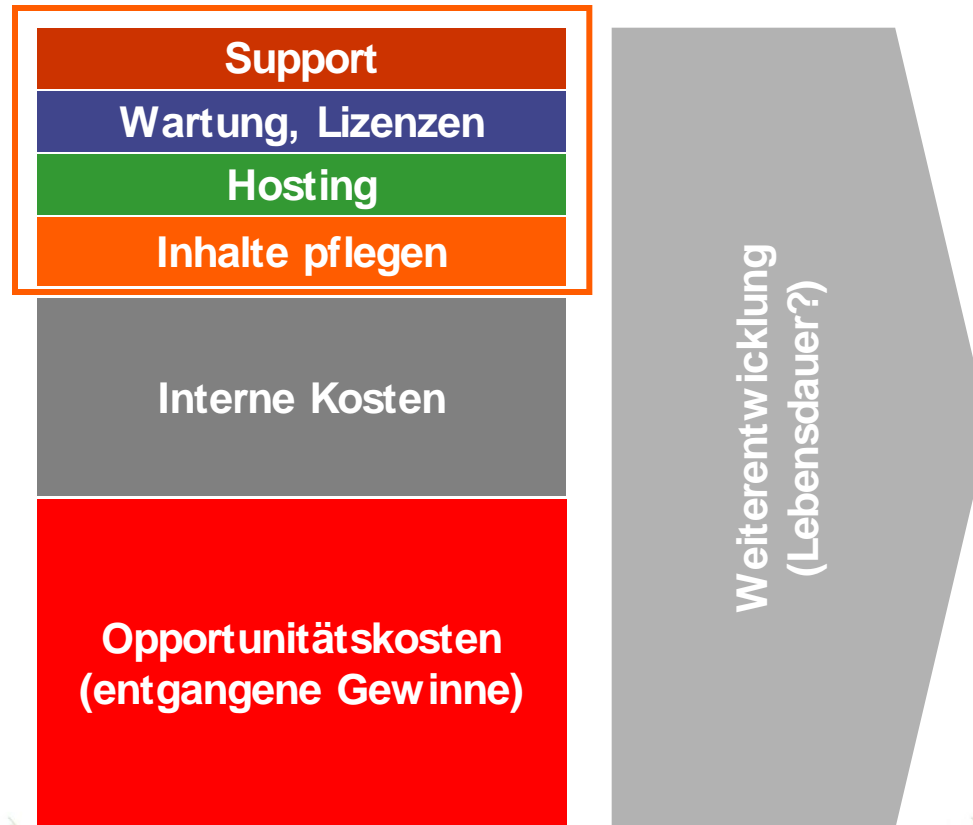 Support
Wartung, Lizenzen
Hosting
Inhalte pflegen
Interne Kosten
Opportunitätskosten
(entgangene Gewinne)
Weiterentwicklung
(Lebensdauer?)